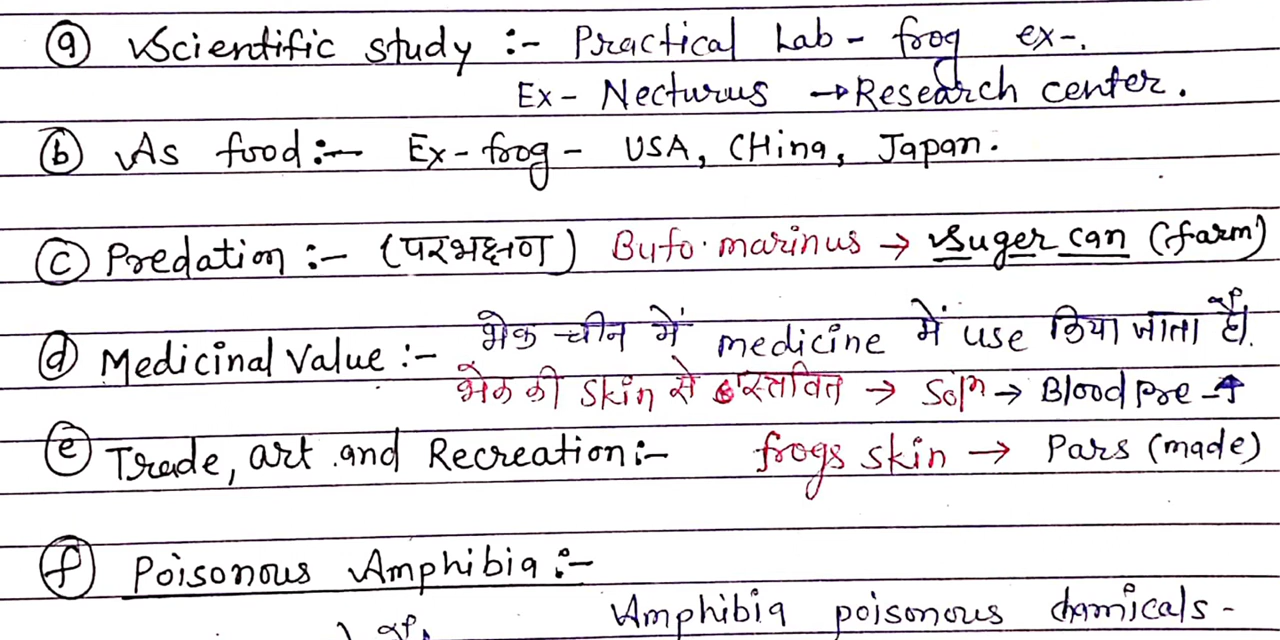 (a) Scientific study :- Practical Lab - frog ex-.
Ex - Necturus → Research center.
(b) As food :- Ex - frog - USA, CHina, Japan.
(c) Predation :- (परभक्षण) Bufo marinus → Suger can (farm)
(d) Medicinal Value :- भेक चीन में medicine में use किया जाता है।
भेक की Skin से स्त्रवित → Solⁿ → Blood pre - ↑
(e) Trade, art and Recreation :- frogs skin → Pars (made)
(f) Poisonous Amphibia :-
Amphibia poisonous chamicals -